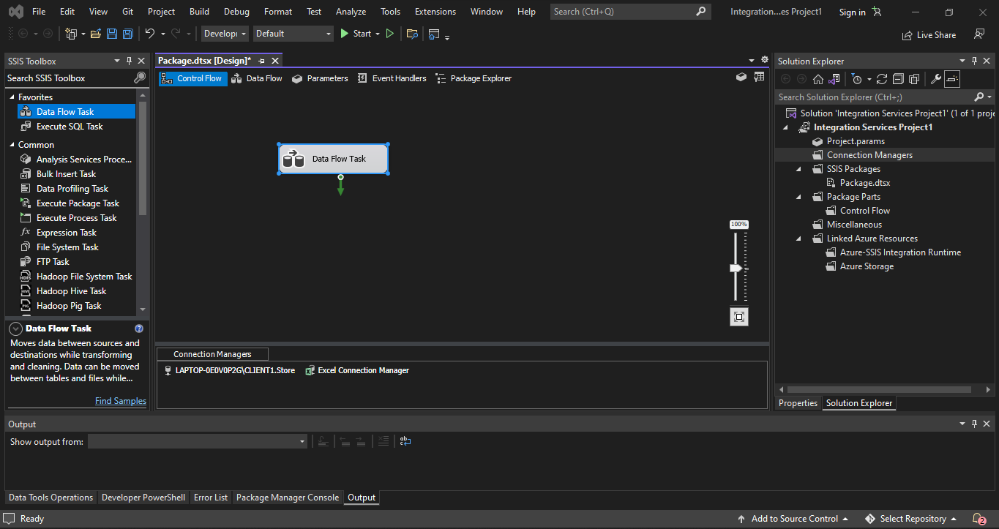 File Edit View Git Project Build Debug Format Test Analyze Tools Extensions Window Help Search (Ctrl+Q) Integration...es Project1 Sign in
Developı Default Start Live Share
SSIS Toolbox
Search SSIS Toolbox
Favorites
Data Flow Task
Execute SQL Task
Common
Analysis Services Proce...
Bulk Insert Task
Data Profiling Task
Execute Package Task
Execute Process Task
Expression Task
File System Task
FTP Task
Hadoop File System Task
Hadoop Hive Task
Hadoop Pig Task
Data Flow Task
Moves data between sources and
destinations while transforming
and cleaning. Data can be moved
between tables and files while...
Find Samples
Package.dtsx [Design]*
Control Flow Data Flow Parameters Event Handlers Package Explorer
Data Flow Task
100%
Connection Managers
LAPTOP-0E0V0P2G\CLIENT1.Store Excel Connection Manager
Solution Explorer
Search Solution Explorer (Ctrl+;)
Solution 'Integration Services Project1' (1 of 1 proje
Integration Services Project1
Project.params
Connection Managers
SSIS Packages
Package.dtsx
Package Parts
Control Flow
Miscellaneous
Linked Azure Resources
Azure-SSIS Integration Runtime
Azure Storage
Properties Solution Explorer
Output
Show output from:
Data Tools Operations Developer PowerShell Error List Package Manager Console Output
Ready Add to Source Control Select Repository 2